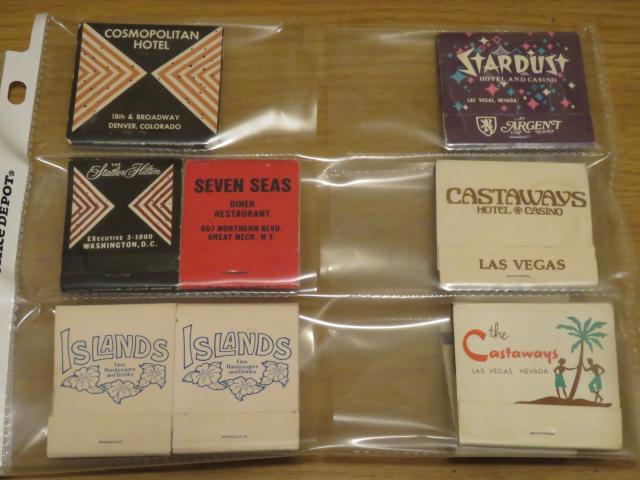 COSMOPOLITAN
HOTEL
18th & BROADWAY
DENVER, COLORADO
STARDUST
HOTEL AND CASINO
LAS VEGAS, NEVADA
AN
ARGENT
RESORT
THE
Statler Hilton
EXECUTIVE 3-1000
WASHINGTON, D.C.
SEVEN SEAS
DINER
RESTAURANT
607 NORTHERN BLVD.
GREAT NECK, N.Y.
CASTAWAYS
HOTEL CASINO
LAS VEGAS
ISLANDS
Fine
Hamburgers
and Drinks
ISLANDS
Fine
Hamburgers
and Drinks
the
Castaways
LAS VEGAS, NEVADA
DEPOT®